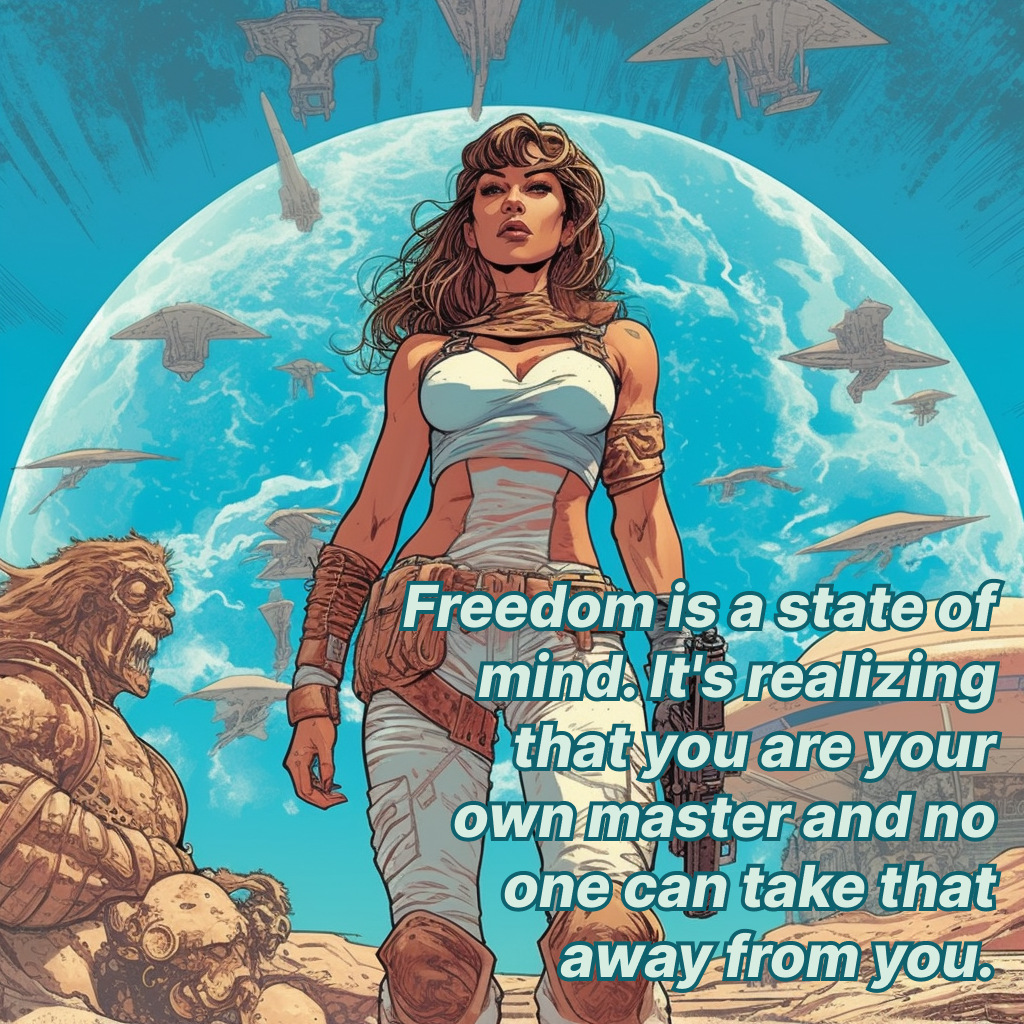 Freedom is a state of
mind. It's realizing
that you are your
own master and no
one can take that
away from you.